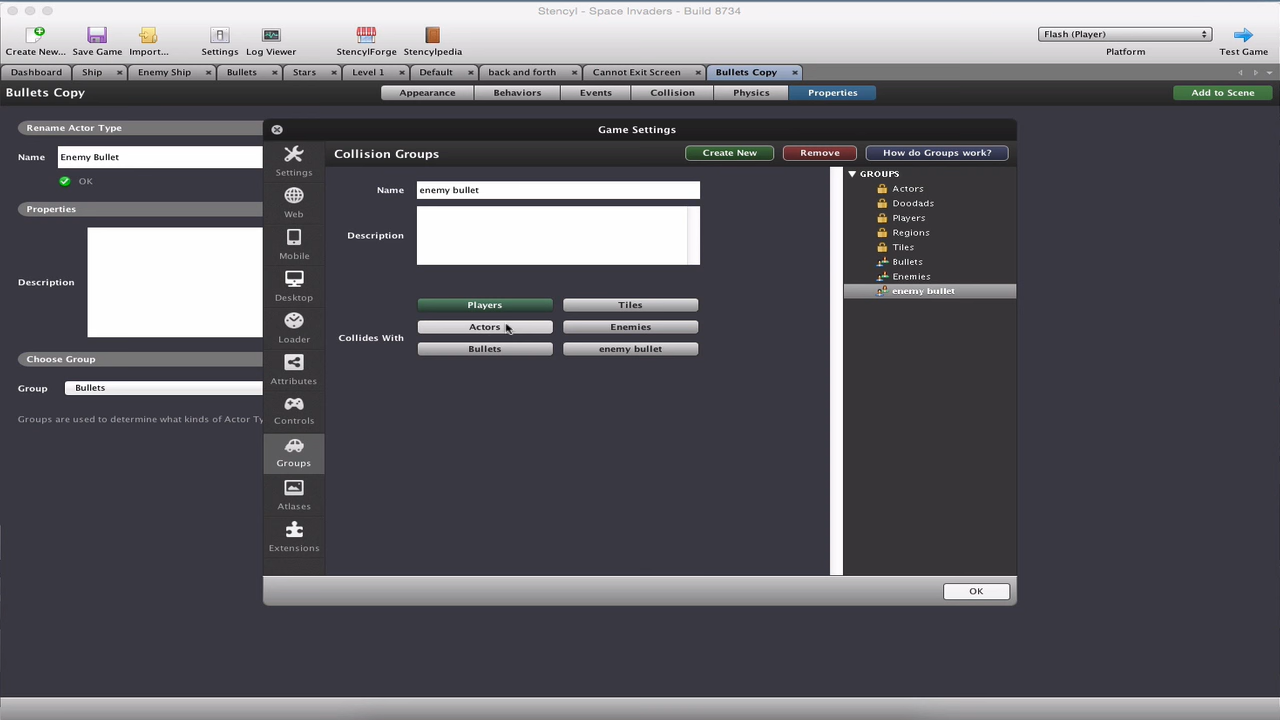 Stencyl - Space Invaders - Build 8734
Create New... Save Game Import... Settings Log Viewer StencylForge Stencylpedia Flash (Player) Platform Test Game
Dashboard Ship Enemy Ship Bullets Stars Level 1 Default back and forth Cannot Exit Screen Bullets Copy
Bullets Copy Appearance Behaviors Events Collision Physics Properties Add to Scene
Rename Actor Type
Name Enemy Bullet
OK
Properties
Description
Choose Group
Group Bullets
Groups are used to determine what kinds of Actor Ty
Game Settings
Settings
Web
Mobile
Desktop
Loader
Attributes
Controls
Groups
Atlases
Extensions
Collision Groups Create New Remove How do Groups work?
Name enemy bullet
Description
Collides With
Players Tiles
Actors Enemies
Bullets enemy bullet
GROUPS
Actors
Doodads
Players
Regions
Tiles
Bullets
Enemies
enemy bullet
OK